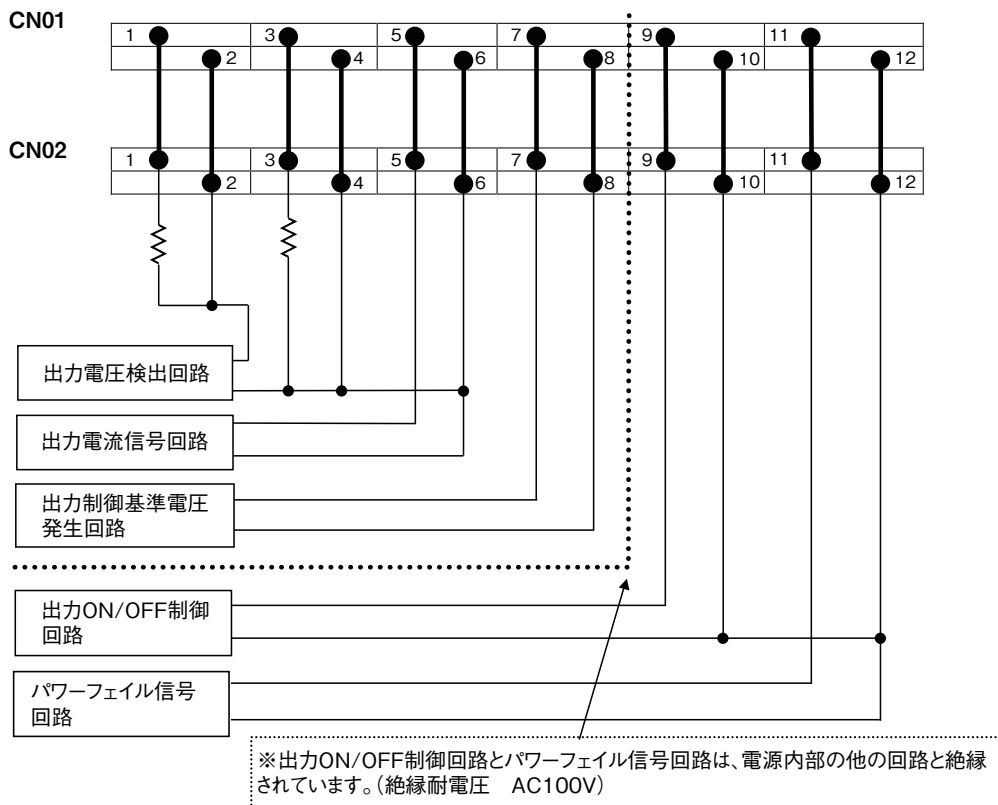 CN01
1 3 5 7 9 11
2 4 6 8 10 12
CN02
1 3 5 7 9 11
2 4 6 8 10 12
出力電圧検出回路
出力電流信号回路
出力制御基準電圧
発生回路
出力ON/OFF制御
回路
パワーフェイル信号
回路
※出力ON/OFF制御回路とパワーフェイル信号回路は、電源内部の他の回路と絶縁
されています。（絶縁耐電圧　AC100V）